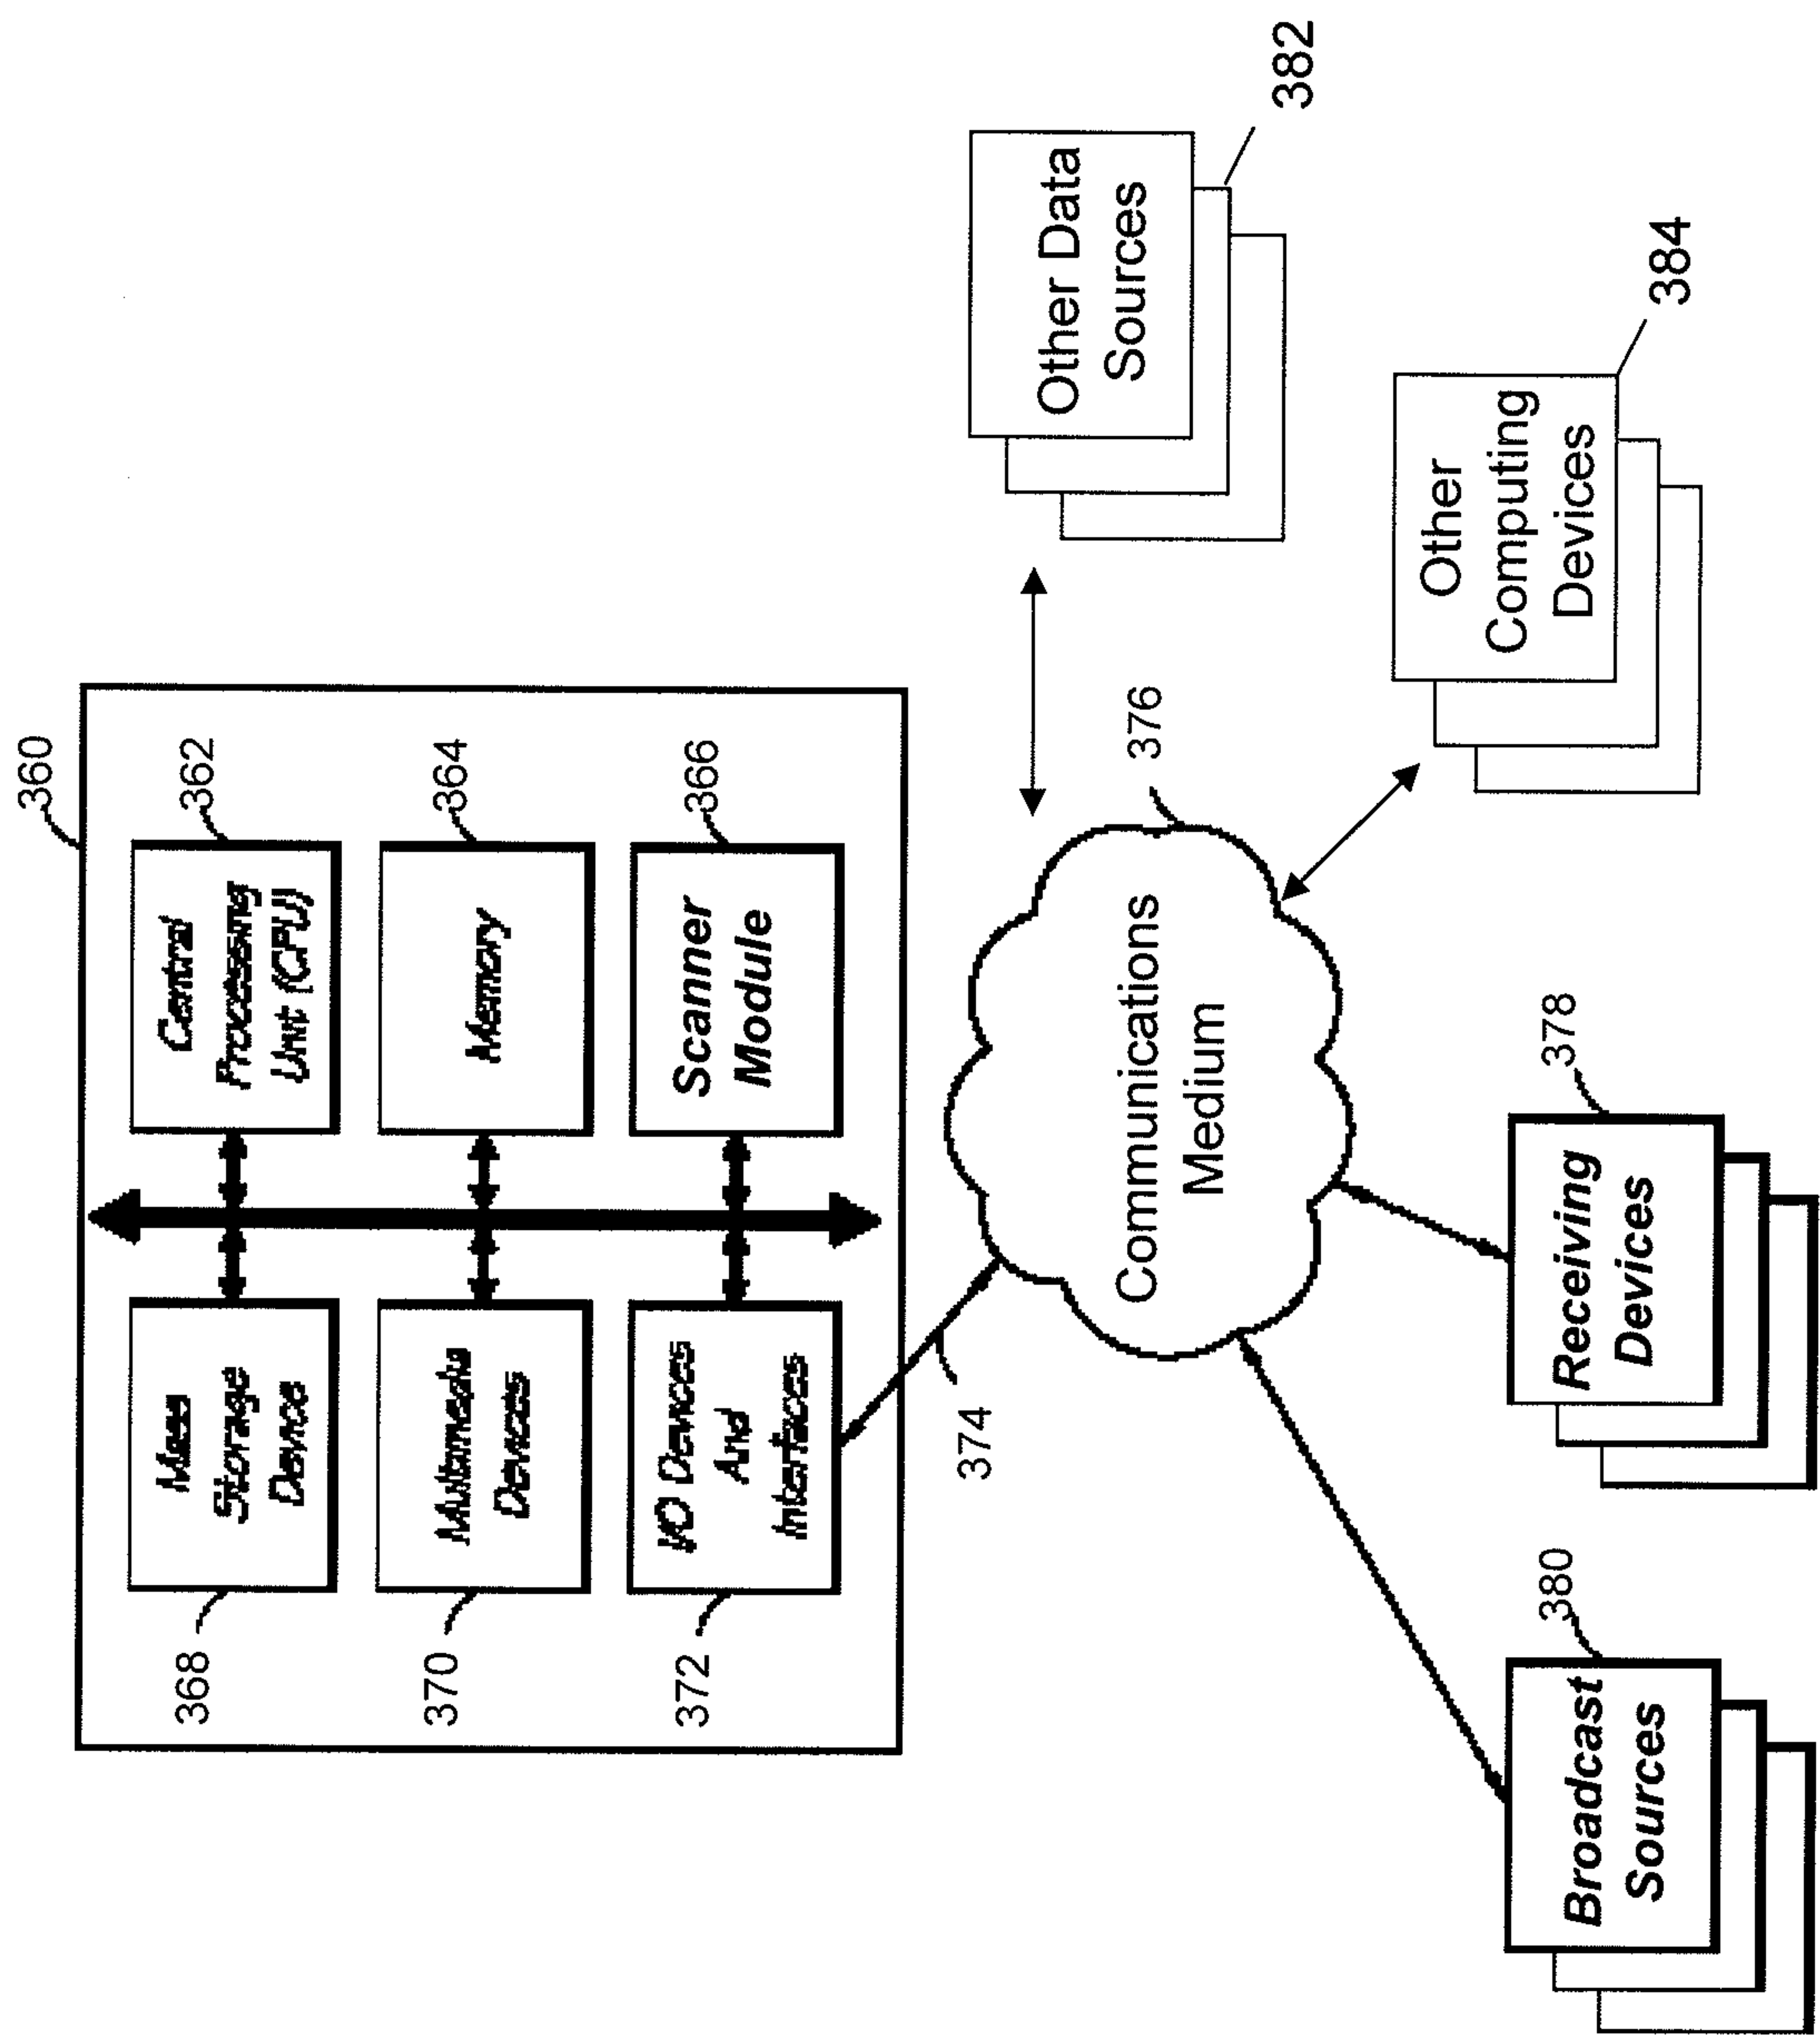 360
368
Mass
Storage
Device
Central
Processing
Unit (CPU)
362
370
Multimedia
Devices
Memory
364
372
I/O Devices
And
Interfaces
Scanner
Module
366
374
Communications
Medium
376
Other Data
Sources
382
Broadcast
Sources
380
Receiving
Devices
378
Other
Computing
Devices
384